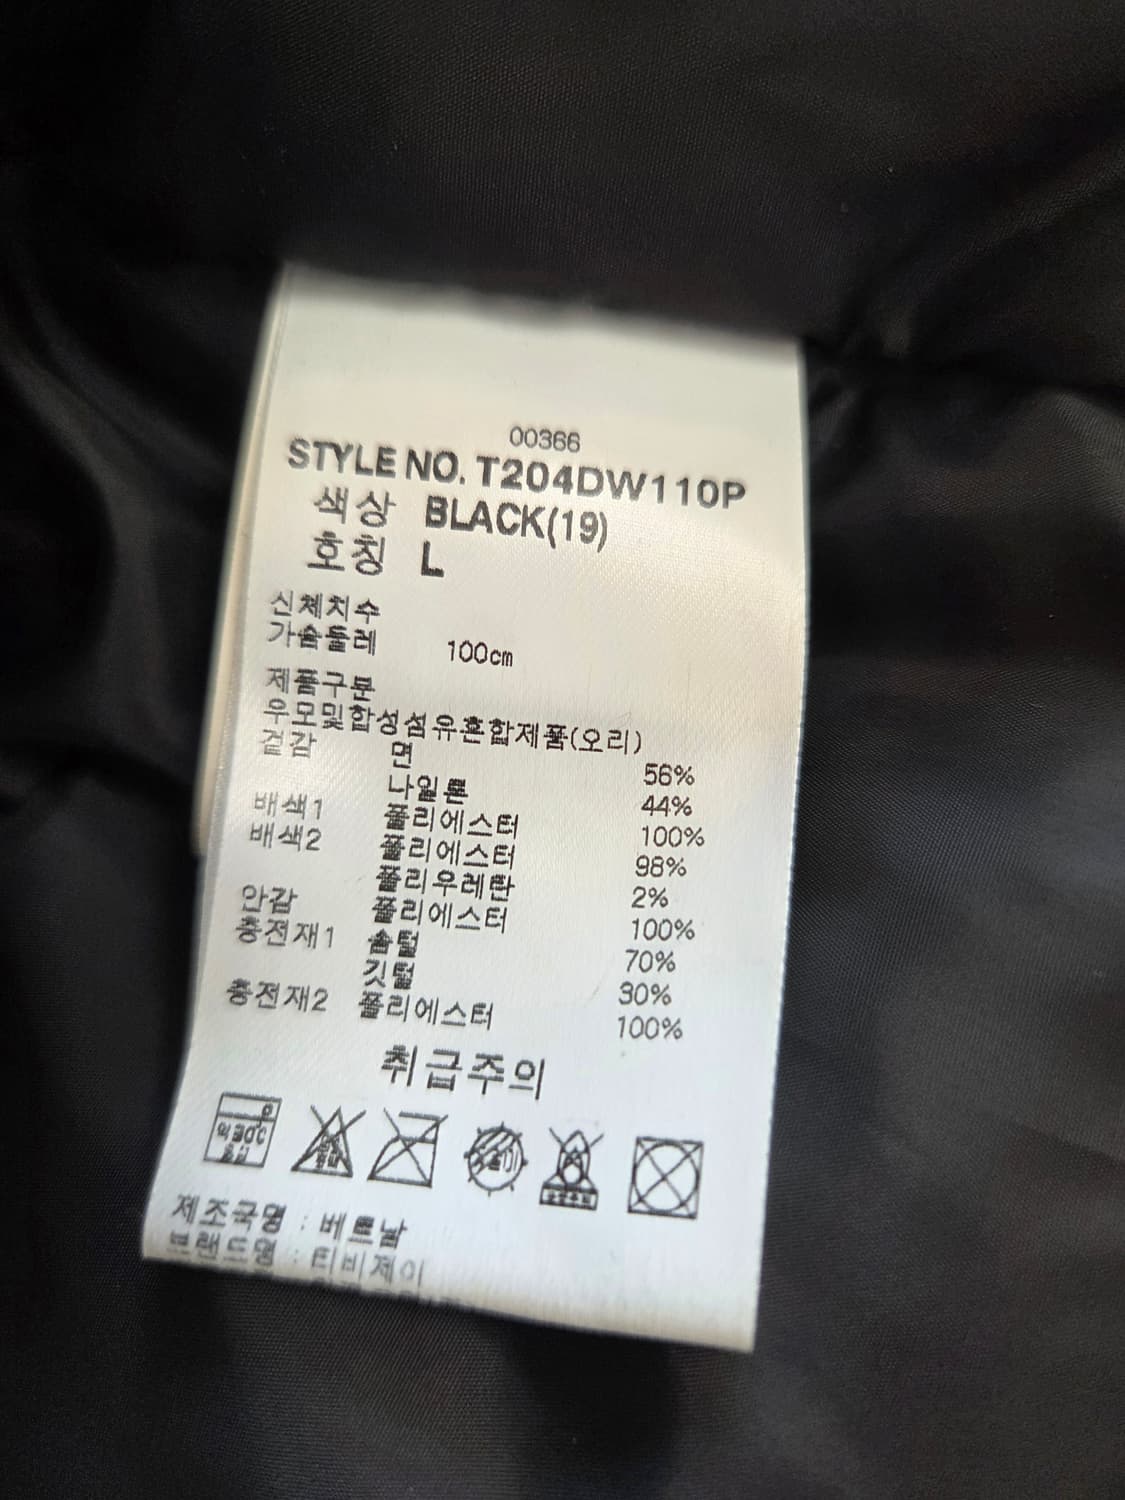 00366
STYLE NO. T204DW110P
색상 BLACK(19)
호칭 L
신체치수
가슴둘레 100cm
제품구분
우모및합성섬유혼합제품(오리)
겉감 면 56%
나일론 44%
배색1 폴리에스터 100%
배색2 폴리에스터 98%
폴리우레탄 2%
안감 폴리에스터 100%
충전재1 솜털 70%
깃털 30%
충전재2 폴리에스터 100%
취급주의
제조국명 : 베트남
브랜드명 : 티비제이